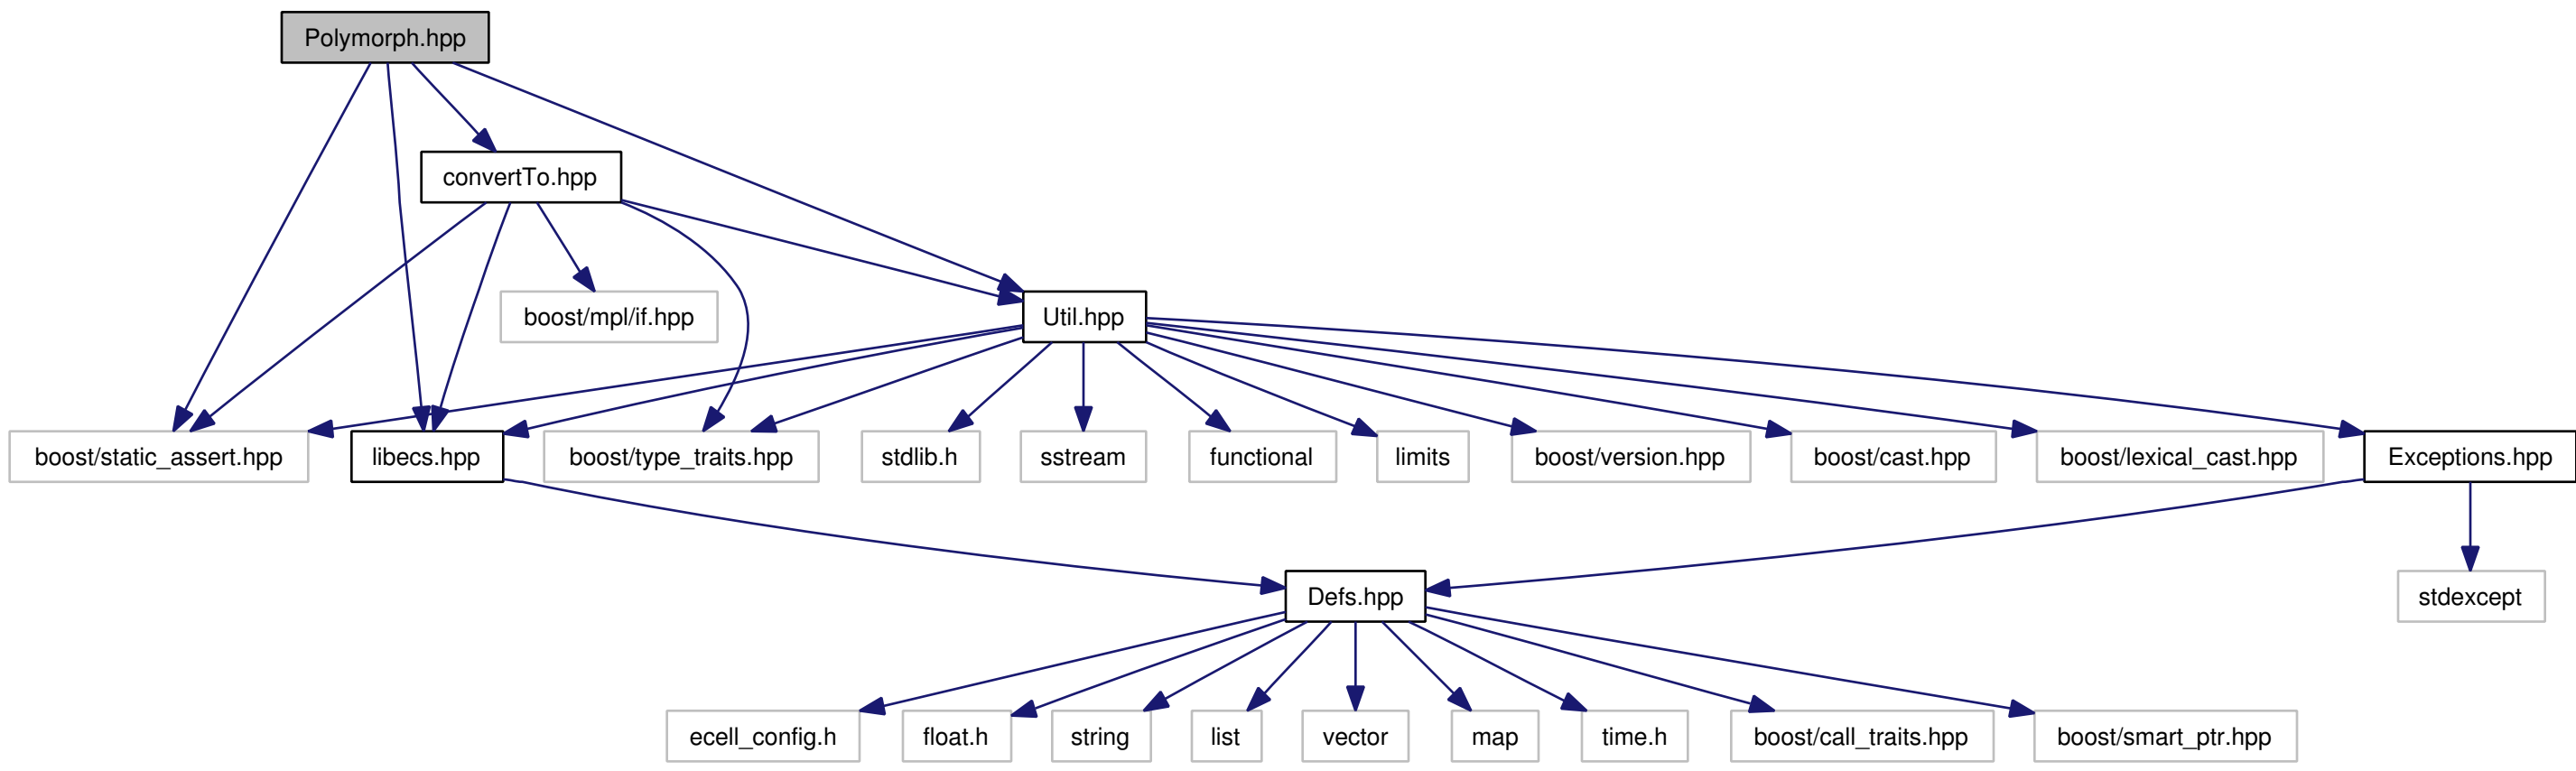 Polymorph.hpp
convertTo.hpp
boost/mpl/if.hpp
Util.hpp
boost/static_assert.hpp
libecs.hpp
boost/type_traits.hpp
stdlib.h
sstream
functional
limits
boost/version.hpp
boost/cast.hpp
boost/lexical_cast.hpp
Exceptions.hpp
Defs.hpp
stdexcept
ecell_config.h
float.h
string
list
vector
map
time.h
boost/call_traits.hpp
boost/smart_ptr.hpp